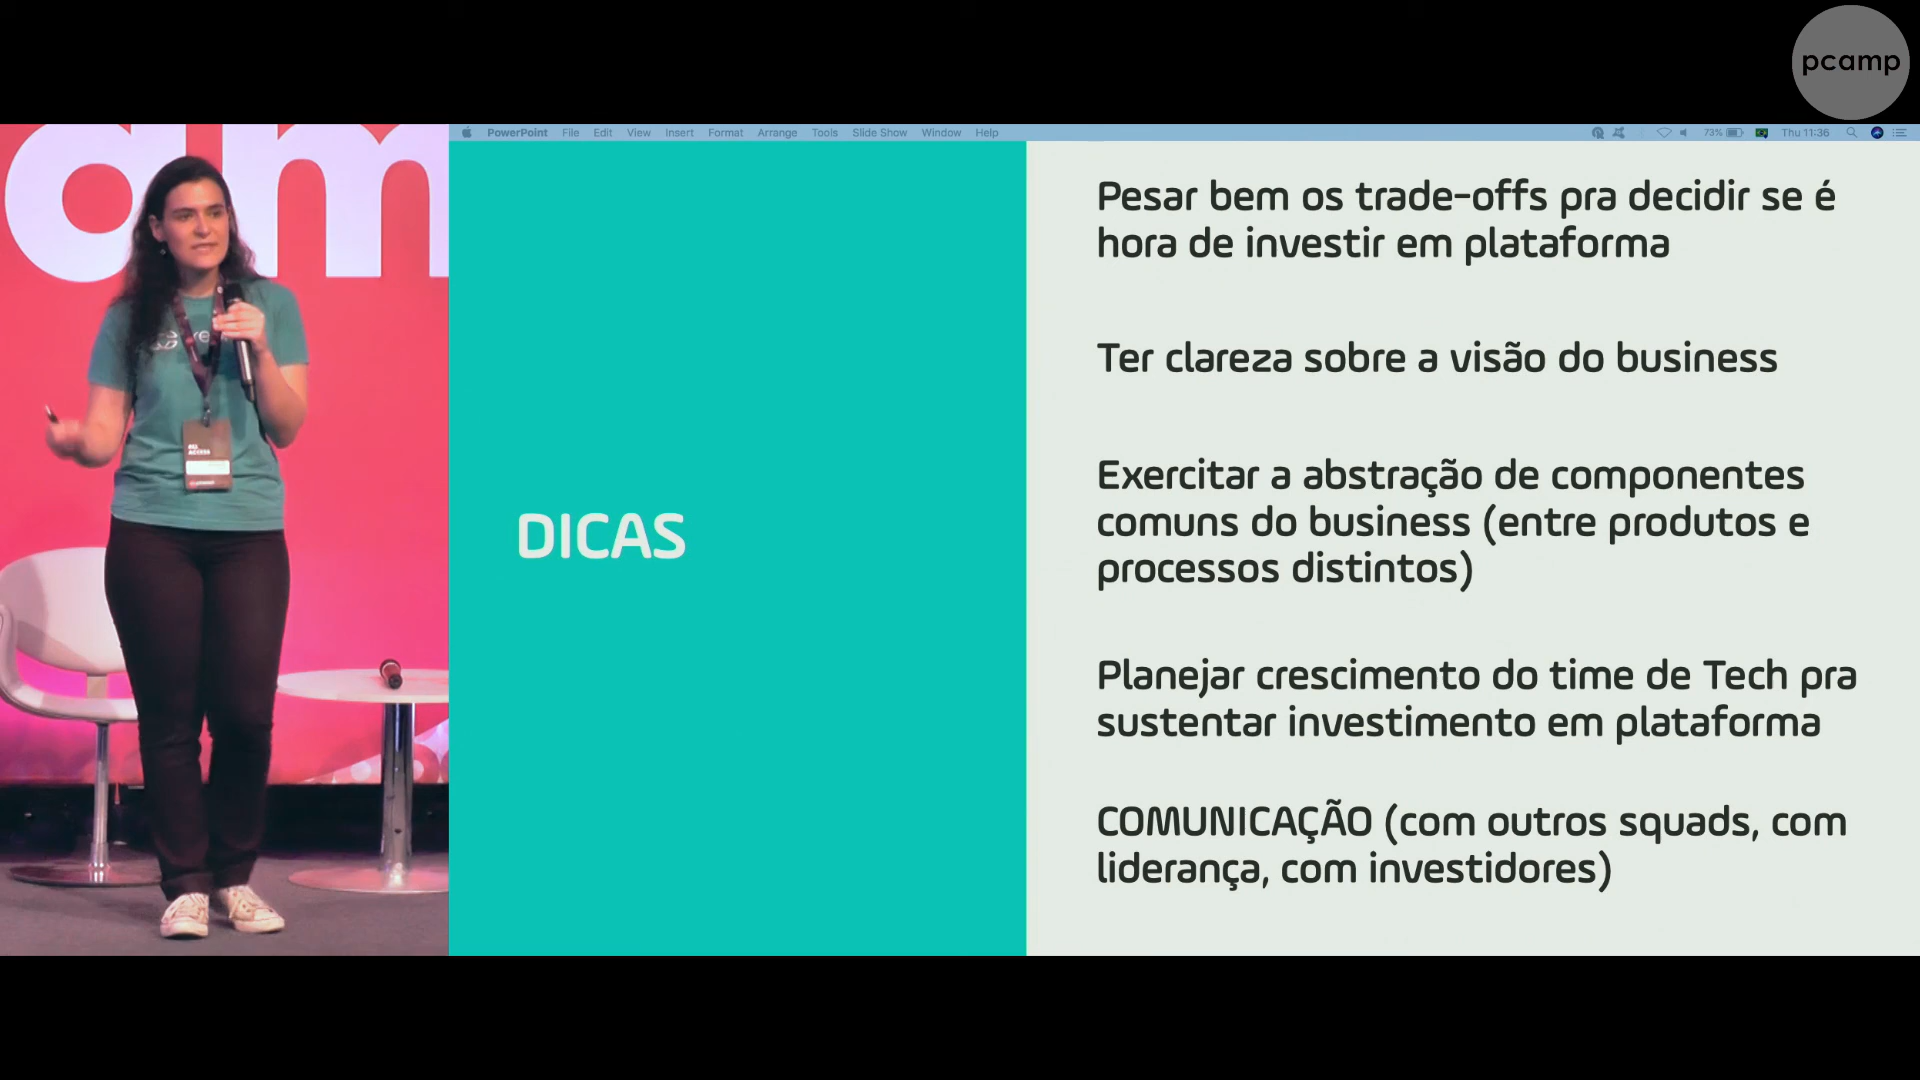 pcamp
PowerPoint File Edit View Insert Format Arrange Tools Slide Show Window Help
73% Thu 11:36
DICAS
Pesar bem os trade-offs pra decidir se é
hora de investir em plataforma
Ter clareza sobre a visão do business
Exercitar a abstração de componentes
comuns do business (entre produtos e
processos distintos)
Planejar crescimento do time de Tech pra
sustentar investimento em plataforma
COMUNICAÇÃO (com outros squads, com
liderança, com investidores)
ALL
ACCESS